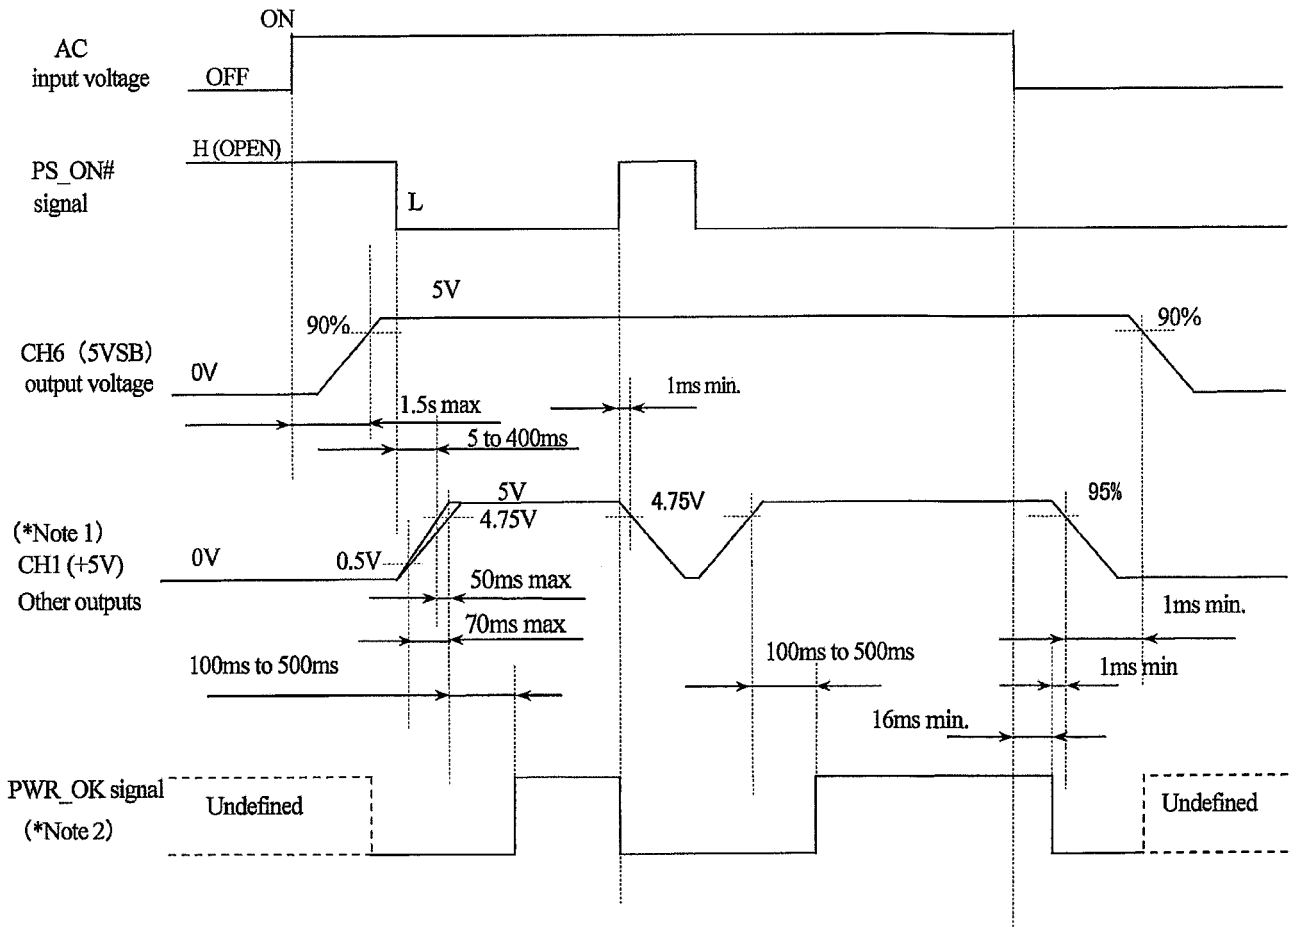 ON
AC
input voltage
OFF
H (OPEN)
PS_ON#
signal
L
5V
90%
90%
CH6 (5VSB)
output voltage
0V
1ms min.
1.5s max
5 to 400ms
5V
4.75V
4.75V
95%
(*Note 1)
CH1 (+5V)
Other outputs
0V
0.5V
50ms max
70ms max
1ms min.
100ms to 500ms
100ms to 500ms
1ms min
16ms min.
PWR_OK signal
(*Note 2)
Undefined
Undefined